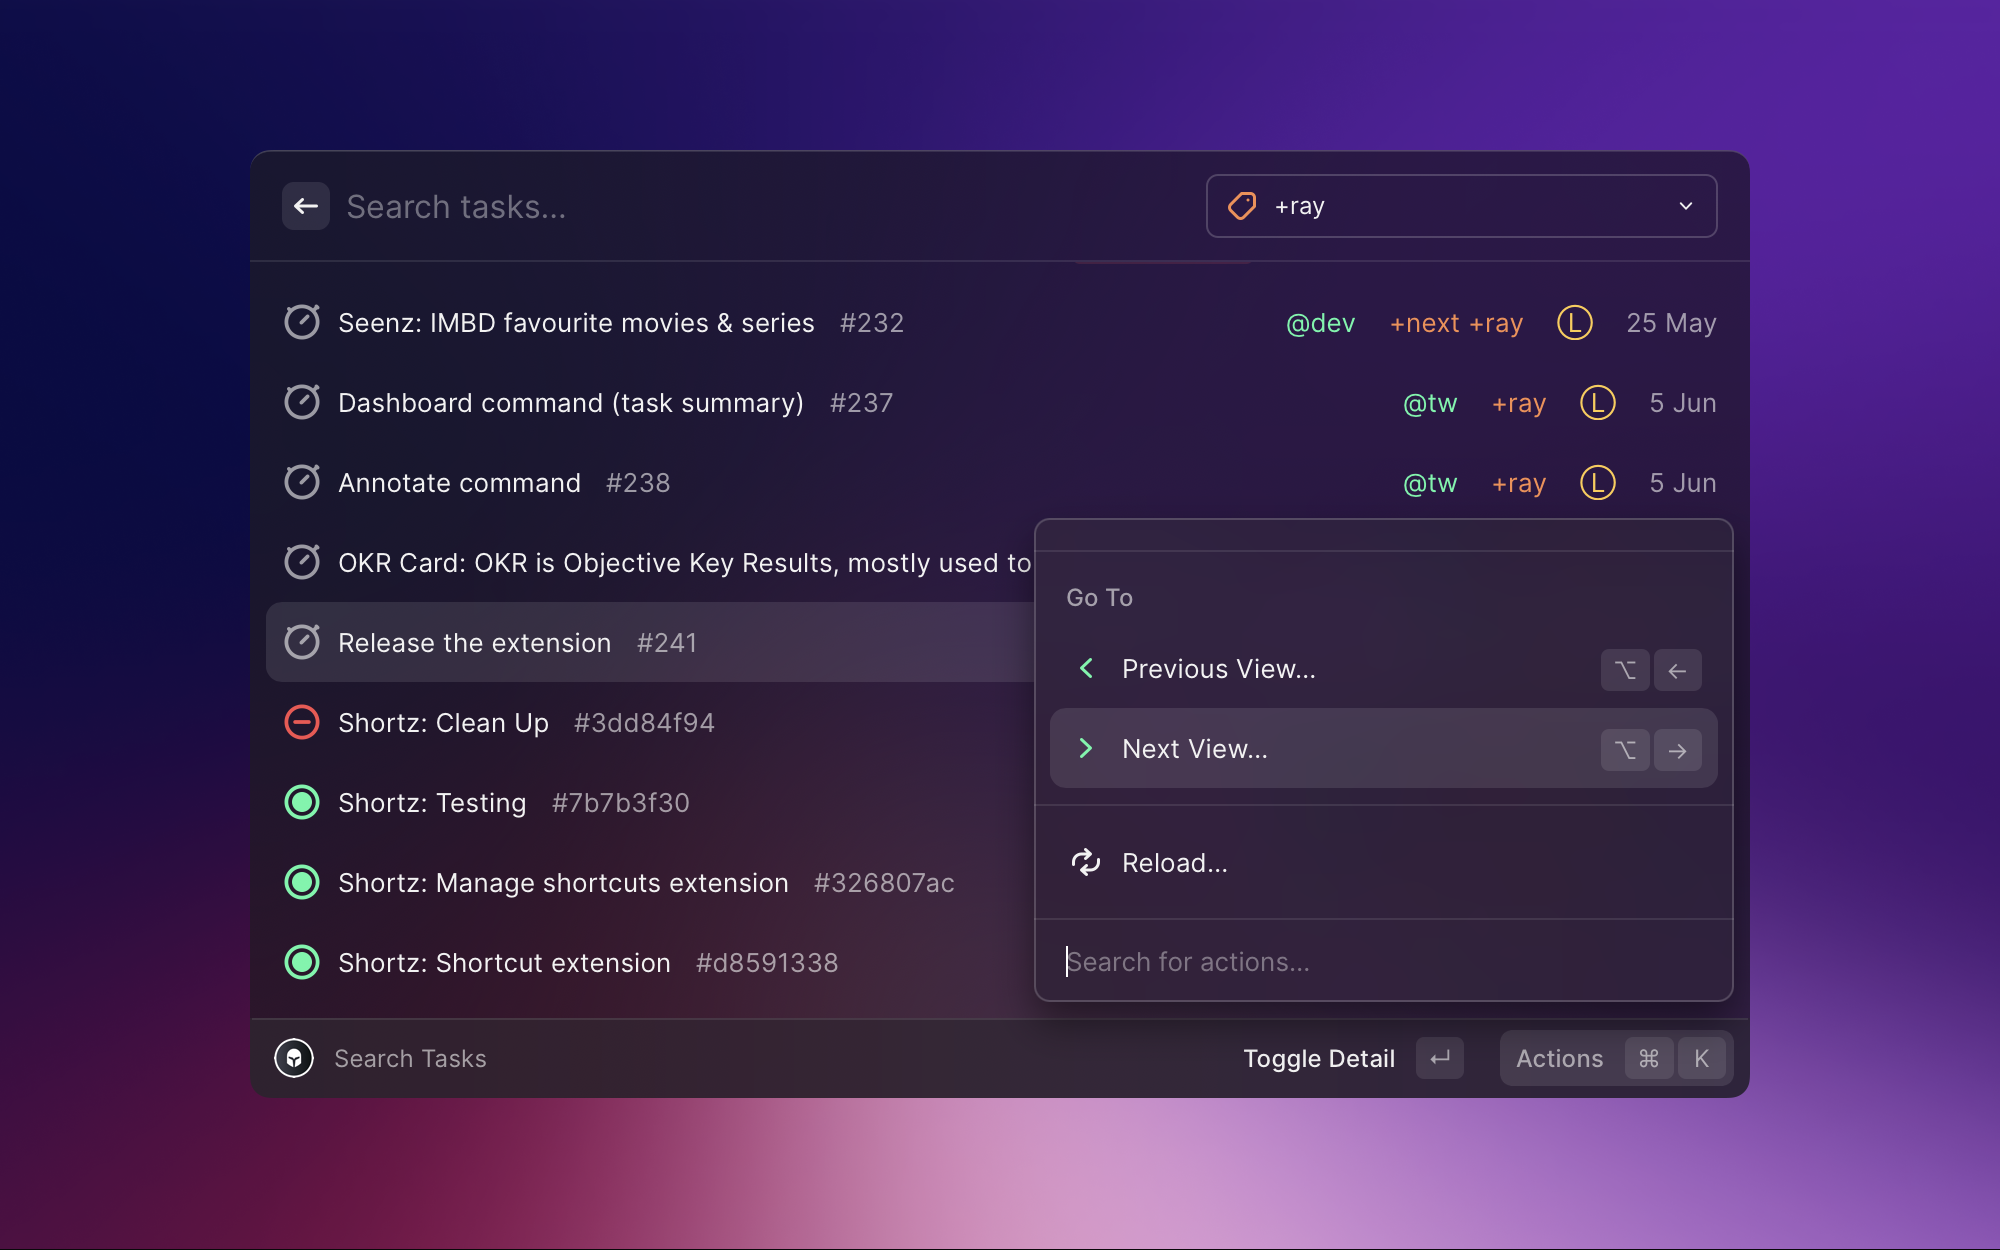 Search tasks...
+ray
Seenz: IMBD favourite movies & series #232 @dev +next +ray L 25 May
Dashboard command (task summary) #237 @tw +ray L 5 Jun
Annotate command #238 @tw +ray L 5 Jun
OKR Card: OKR is Objective Key Results, mostly used to
Release the extension #241
Shortz: Clean Up #3dd84f94
Shortz: Testing #7b7b3f30
Shortz: Manage shortcuts extension #326807ac
Shortz: Shortcut extension #d8591338
Go To
Previous View... ⌥ ←
Next View... ⌥ →
Reload...
Search for actions...
Search Tasks
Toggle Detail ↵
Actions ⌘ K